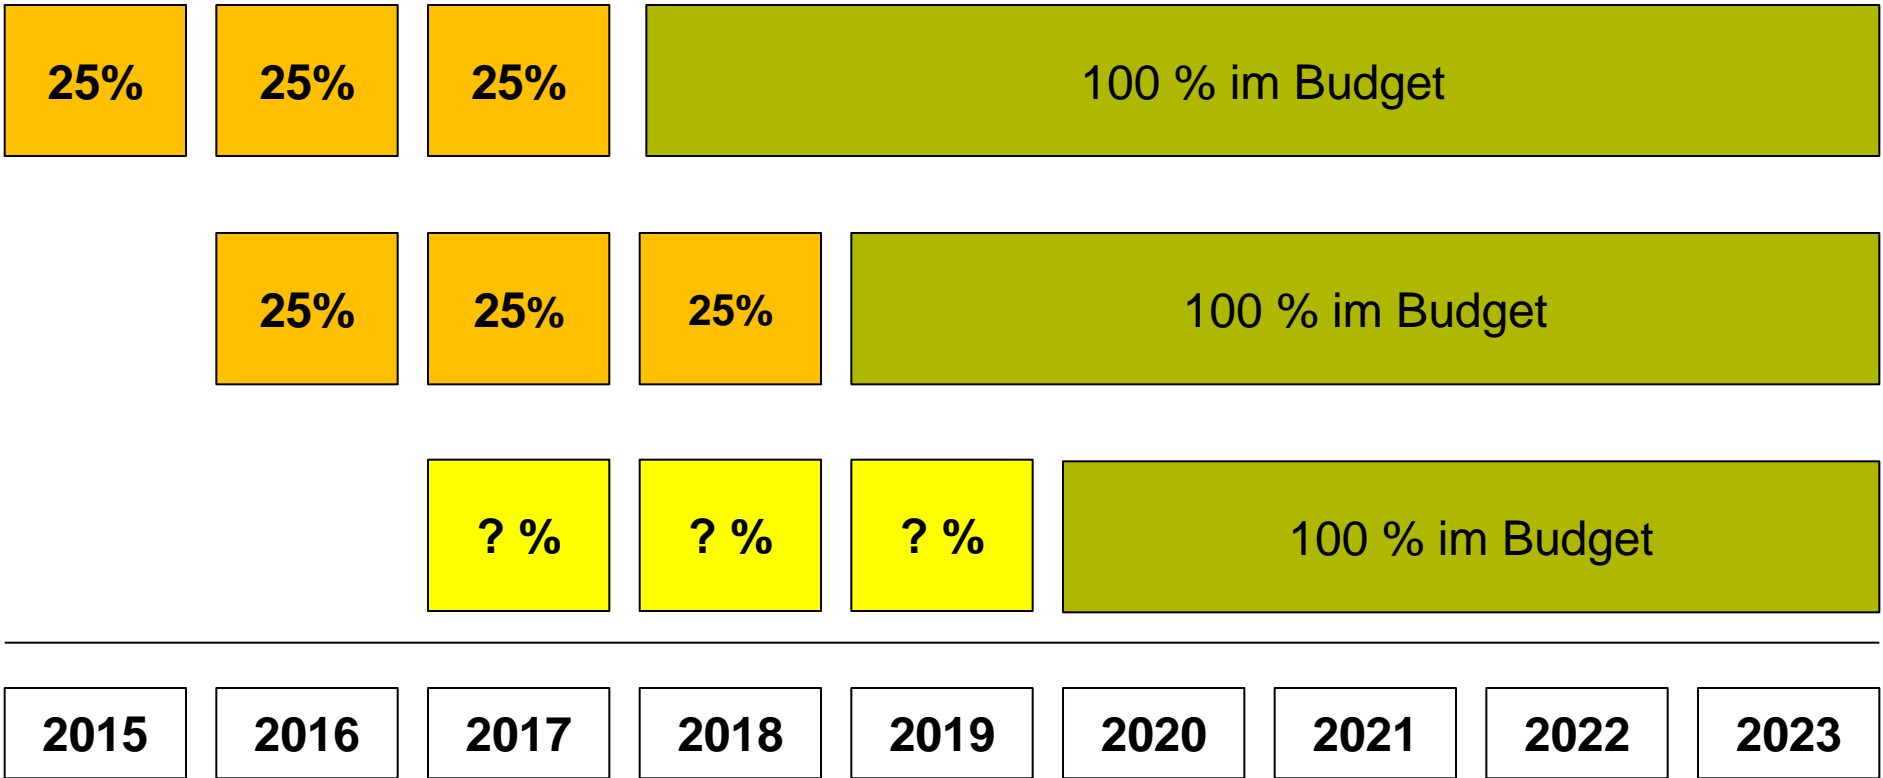 25% 25% 25% 100 % im Budget
25% 25% 25% 100 % im Budget
? % ? % ? % 100 % im Budget
2015 2016 2017 2018 2019 2020 2021 2022 2023